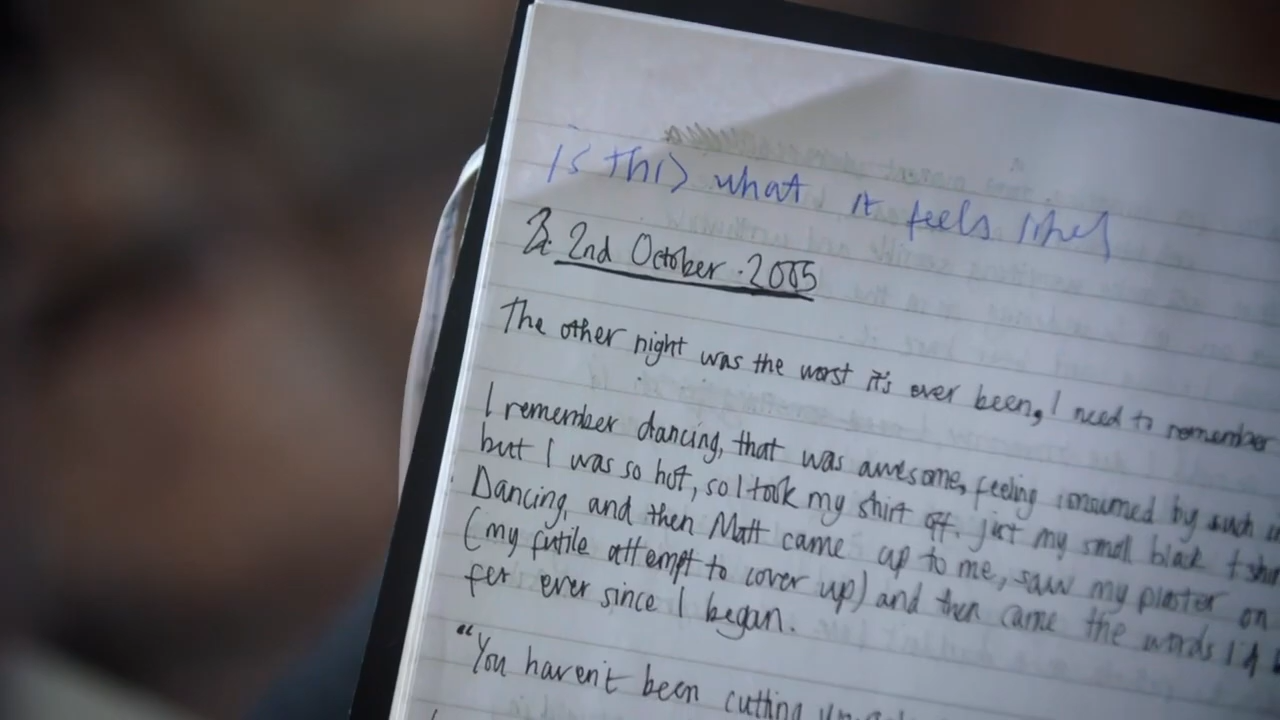 is this what it feels like
2nd October 2005
The other night was the worst it's ever been, I need to remember
I remember dancing, that was awesome, feeling consumed by such
but I was so hot, so I took my shirt off. just my small black tshir
Dancing, and then Matt came up to me, saw my plaster on
(my futile attempt to cover up) and then came the words I'd
fer ever since I began.
"You haven't been cutting